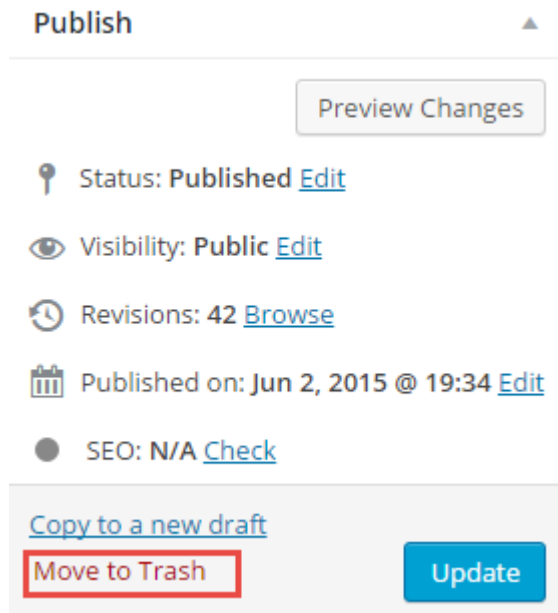 Publish
Preview Changes
Status: Published Edit
Visibility: Public Edit
Revisions: 42 Browse
Published on: Jun 2, 2015 @ 19:34 Edit
SEO: N/A Check
Copy to a new draft
Move to Trash
Update